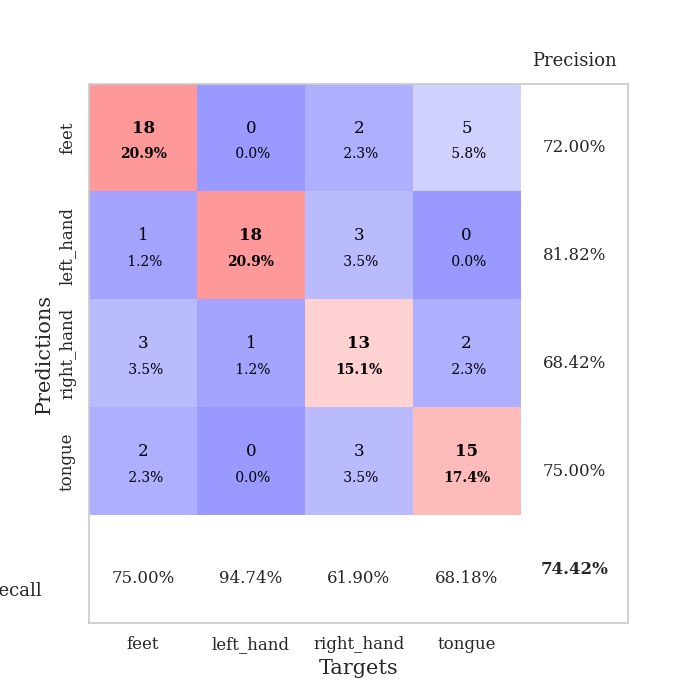 Precision
feet 18 0 2 5
20.9% 0.0% 2.3% 5.8% 72.00%
left_hand 1 18 3 0
1.2% 20.9% 3.5% 0.0% 81.82%
Predictions
right_hand 3 1 13 2
3.5% 1.2% 15.1% 2.3% 68.42%
tongue 2 0 3 15
2.3% 0.0% 3.5% 17.4% 75.00%
ecall 75.00% 94.74% 61.90% 68.18% 74.42%
feet left_hand right_hand tongue
Targets